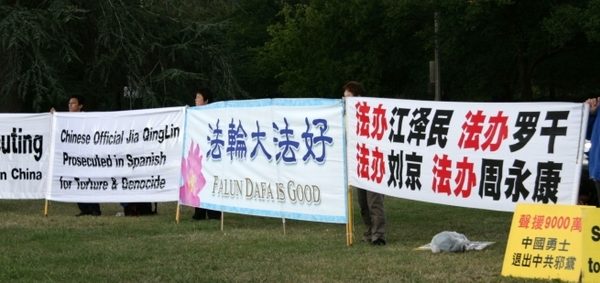 uting
n China
Chinese Official Jia QingLin
Prosecuted in Spanish
for Torture & Genocide
法輪大法好
FALUN DAFA IS GOOD
法办江泽民 法办罗干
法办刘京 法办周永康
聲援9000萬
中國勇士
退出中共邪黨
S
to